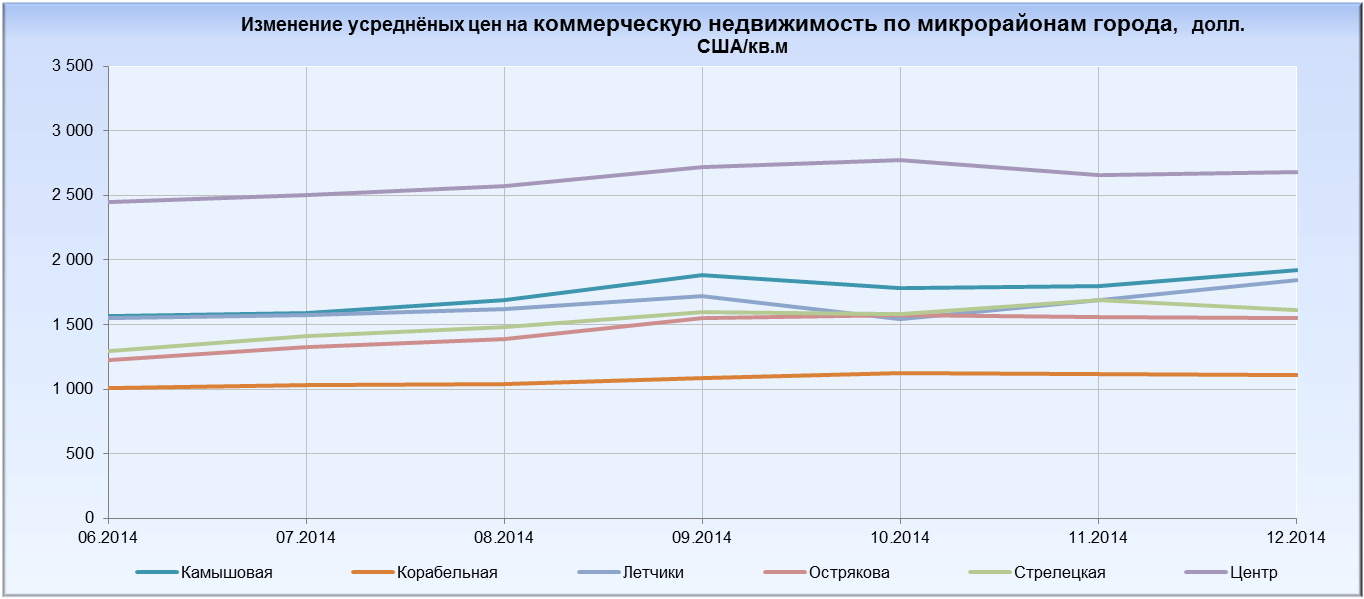 Изменение усреднёных цен на коммерческую недвижимость по микрорайонам города, долл.
США/кв.м
3 500
3 000
2 500
2 000
1 500
1 000
500
0
06.2014 07.2014 08.2014 09.2014 10.2014 11.2014 12.2014
Камышовая Корабельная Летчики Острякова Стрелецкая Центр